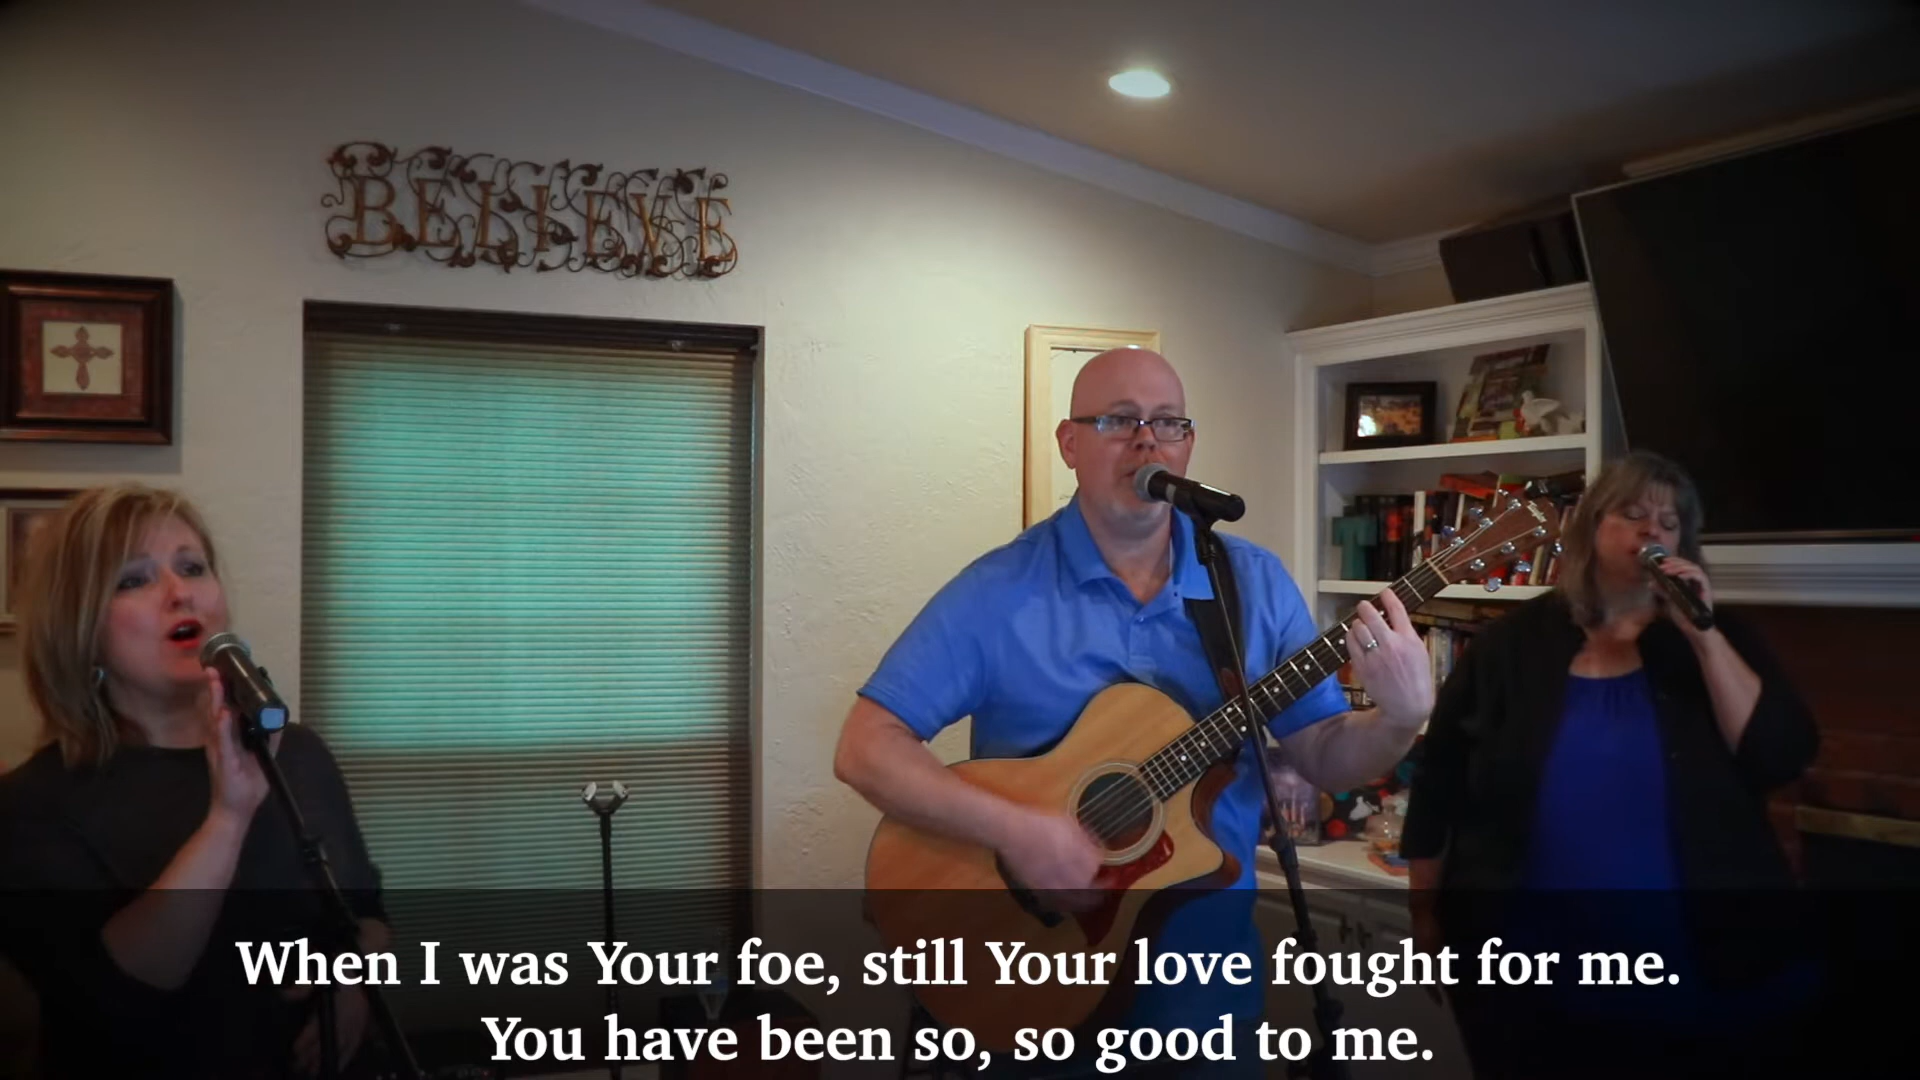 BELIEVE
When I was Your foe, still Your love fought for me.
You have been so, so good to me.